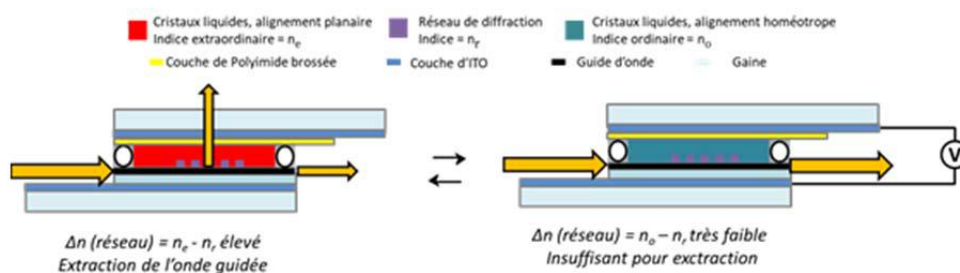 Cristaux liquides, alignement planaire
Indice extraordinaire = nₑ
Réseau de diffraction
Indice = nᵣ
Cristaux liquides, alignement homéotrope
Indice ordinaire = nₒ
Couche de Polyimide brossée
Couche d'ITO
Guide d'onde
Gaine
V
Δn (réseau) = nₑ - nᵣ, élevé
Extraction de l'onde guidée
Δn (réseau) = nₒ – nᵣ, très faible
Insuffisant pour exctraction